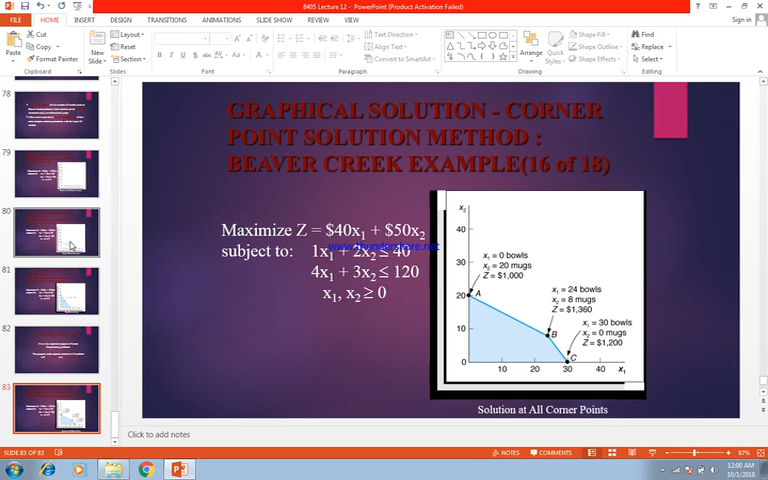 8405 Lecture 12 - PowerPoint (Product Activation Failed)
FILE HOME INSERT DESIGN TRANSITIONS ANIMATIONS SLIDE SHOW REVIEW VIEW Sign in
Cut
Copy
Format Painter
Paste
Clipboard
New Slide
Layout
Reset
Section
Slides
Font
Text Direction
Align Text
Convert to SmartArt
Paragraph
Arrange
Quick Styles
Shape Fill
Shape Outline
Shape Effects
Drawing
Find
Replace
Select
Editing
78
79
80
81
82
83
GRAPHICAL SOLUTION - CORNER
POINT SOLUTION METHOD :
BEAVER CREEK EXAMPLE(16 of 18)
Maximize Z = $40x₁ + $50x₂
subject to: 1x₁ + 2x₂ ≤ 40
4x₁ + 3x₂ ≤ 120
x₁, x₂ ≥ 0
www.thundershare.net
x₂
40
30
20
10
0
10 20 30 40 x₁
x₁ = 0 bowls
x₂ = 20 mugs
Z = $1,000
A
x₁ = 24 bowls
x₂ = 8 mugs
Z = $1,360
B
x₁ = 30 bowls
x₂ = 0 mugs
Z = $1,200
C
Solution at All Corner Points
Click to add notes
SLIDE 83 OF 83
NOTES COMMENTS 87%
12:00 AM
10/1/2018